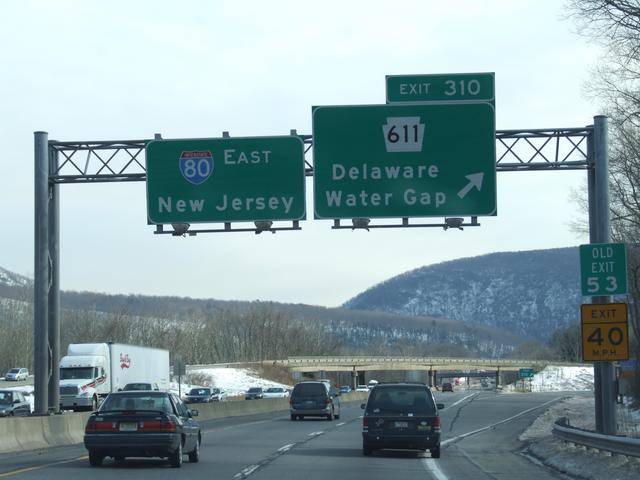 EXIT 310
INTERSTATE
80
EAST
New Jersey
611
Delaware
Water Gap
OLD
EXIT
53
EXIT
40
M.P.H.